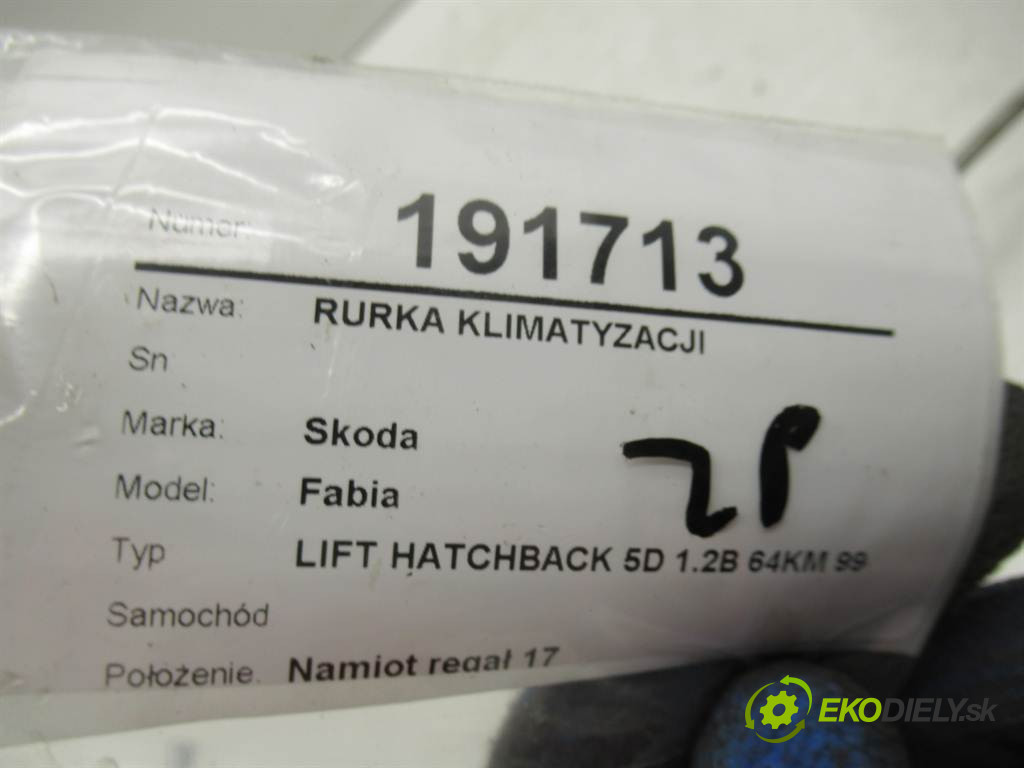 Numer: 191713
Nazwa: RURKA KLIMATYZACJI
Sn
Marka: Skoda
Model: Fabia
ZP
Typ LIFT HATCHBACK 5D 1.2B 64KM 99
Samochód
Położenie. Namiot regał 17
EKODIELY.sk